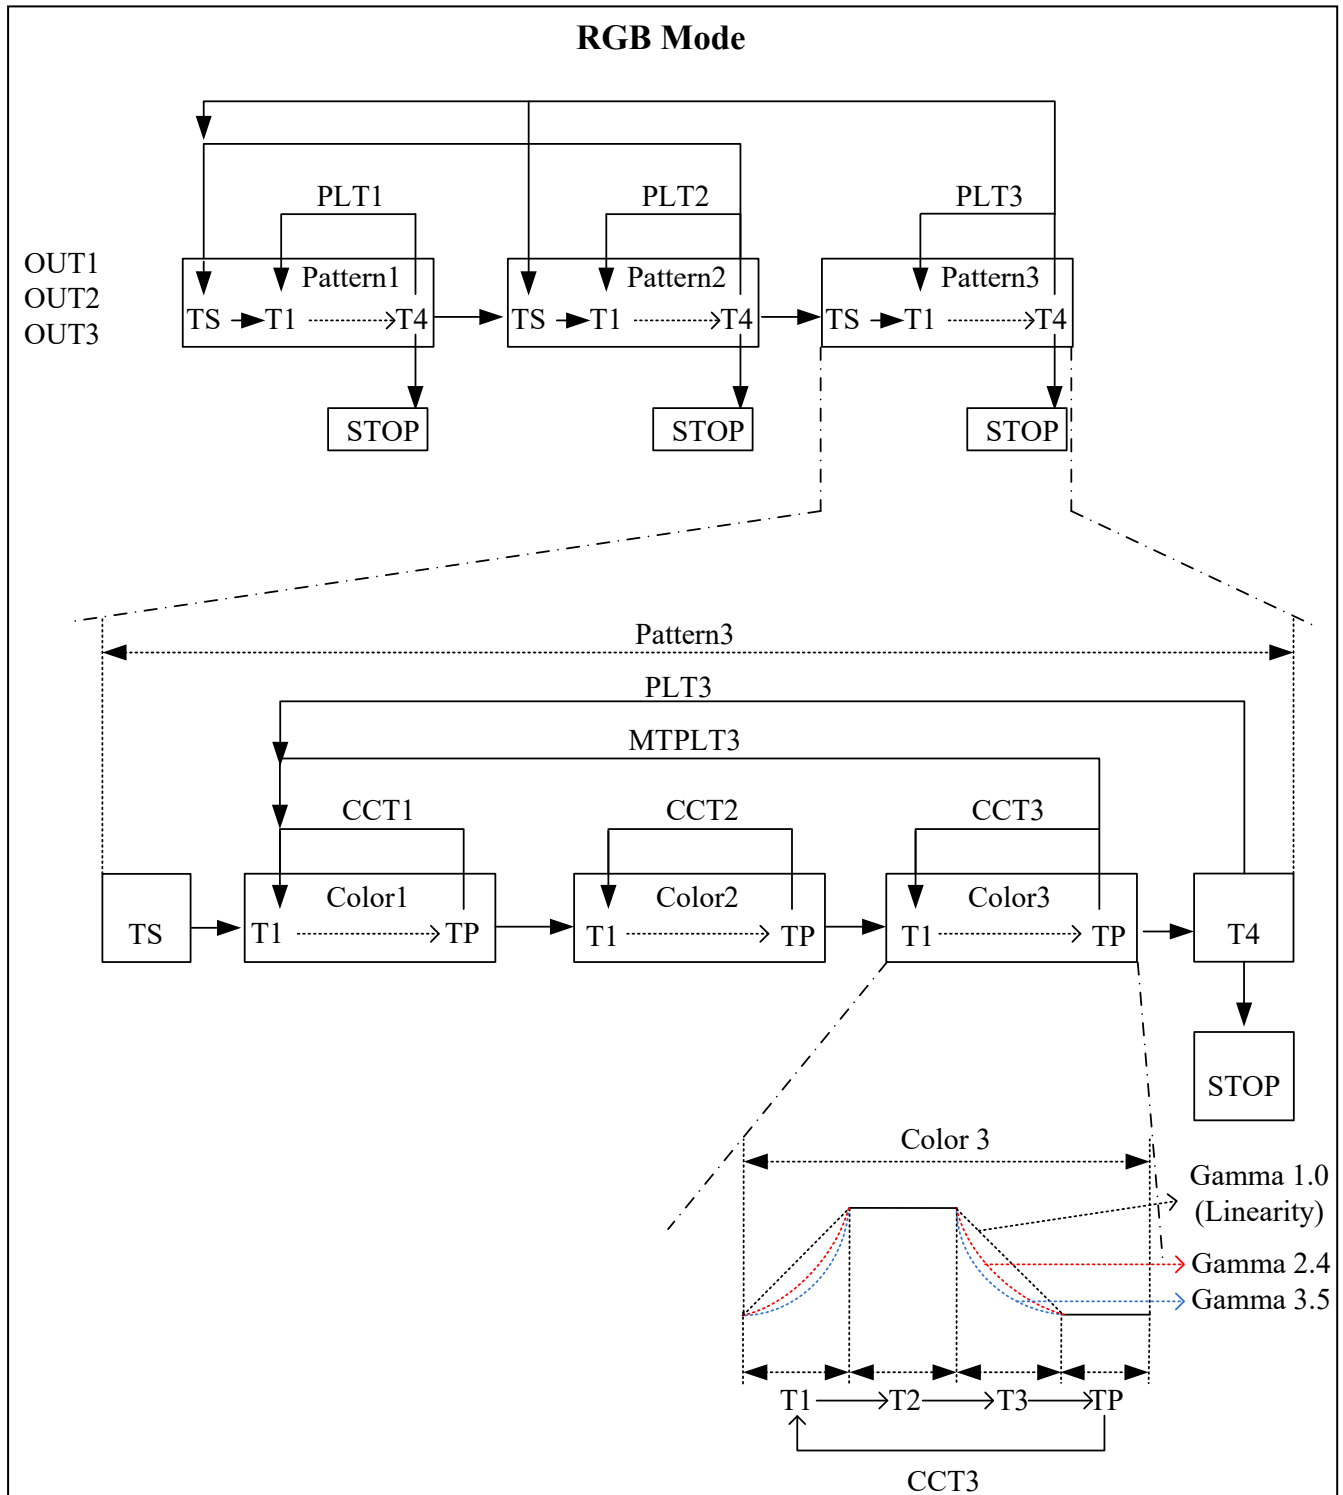 RGB Mode
PLT1
PLT2
PLT3
OUT1
OUT2
OUT3
Pattern1
TS T1 T4
Pattern2
TS T1 T4
Pattern3
TS T1 T4
STOP
STOP
STOP
Pattern3
PLT3
MTPLT3
CCT1
CCT2
CCT3
TS
Color1
T1 TP
Color2
T1 TP
Color3
T1 TP
T4
STOP
Color 3
Gamma 1.0
(Linearity)
Gamma 2.4
Gamma 3.5
T1 T2 T3 TP
CCT3